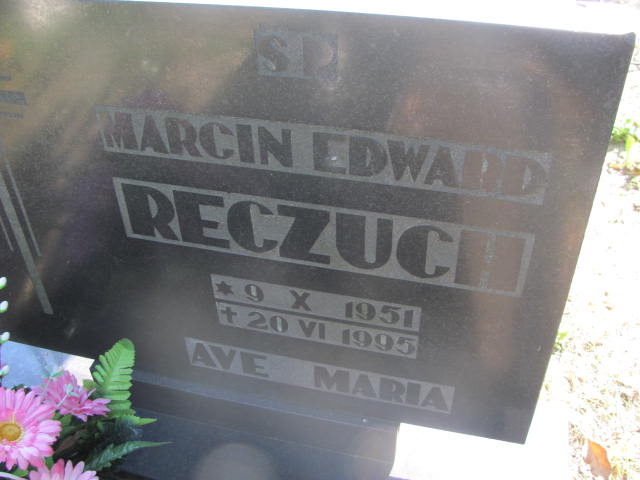 SP
MARCIN EDWARD
RECZUCH
* 9 X 1951
† 20 VI 1995
AVE MARIA